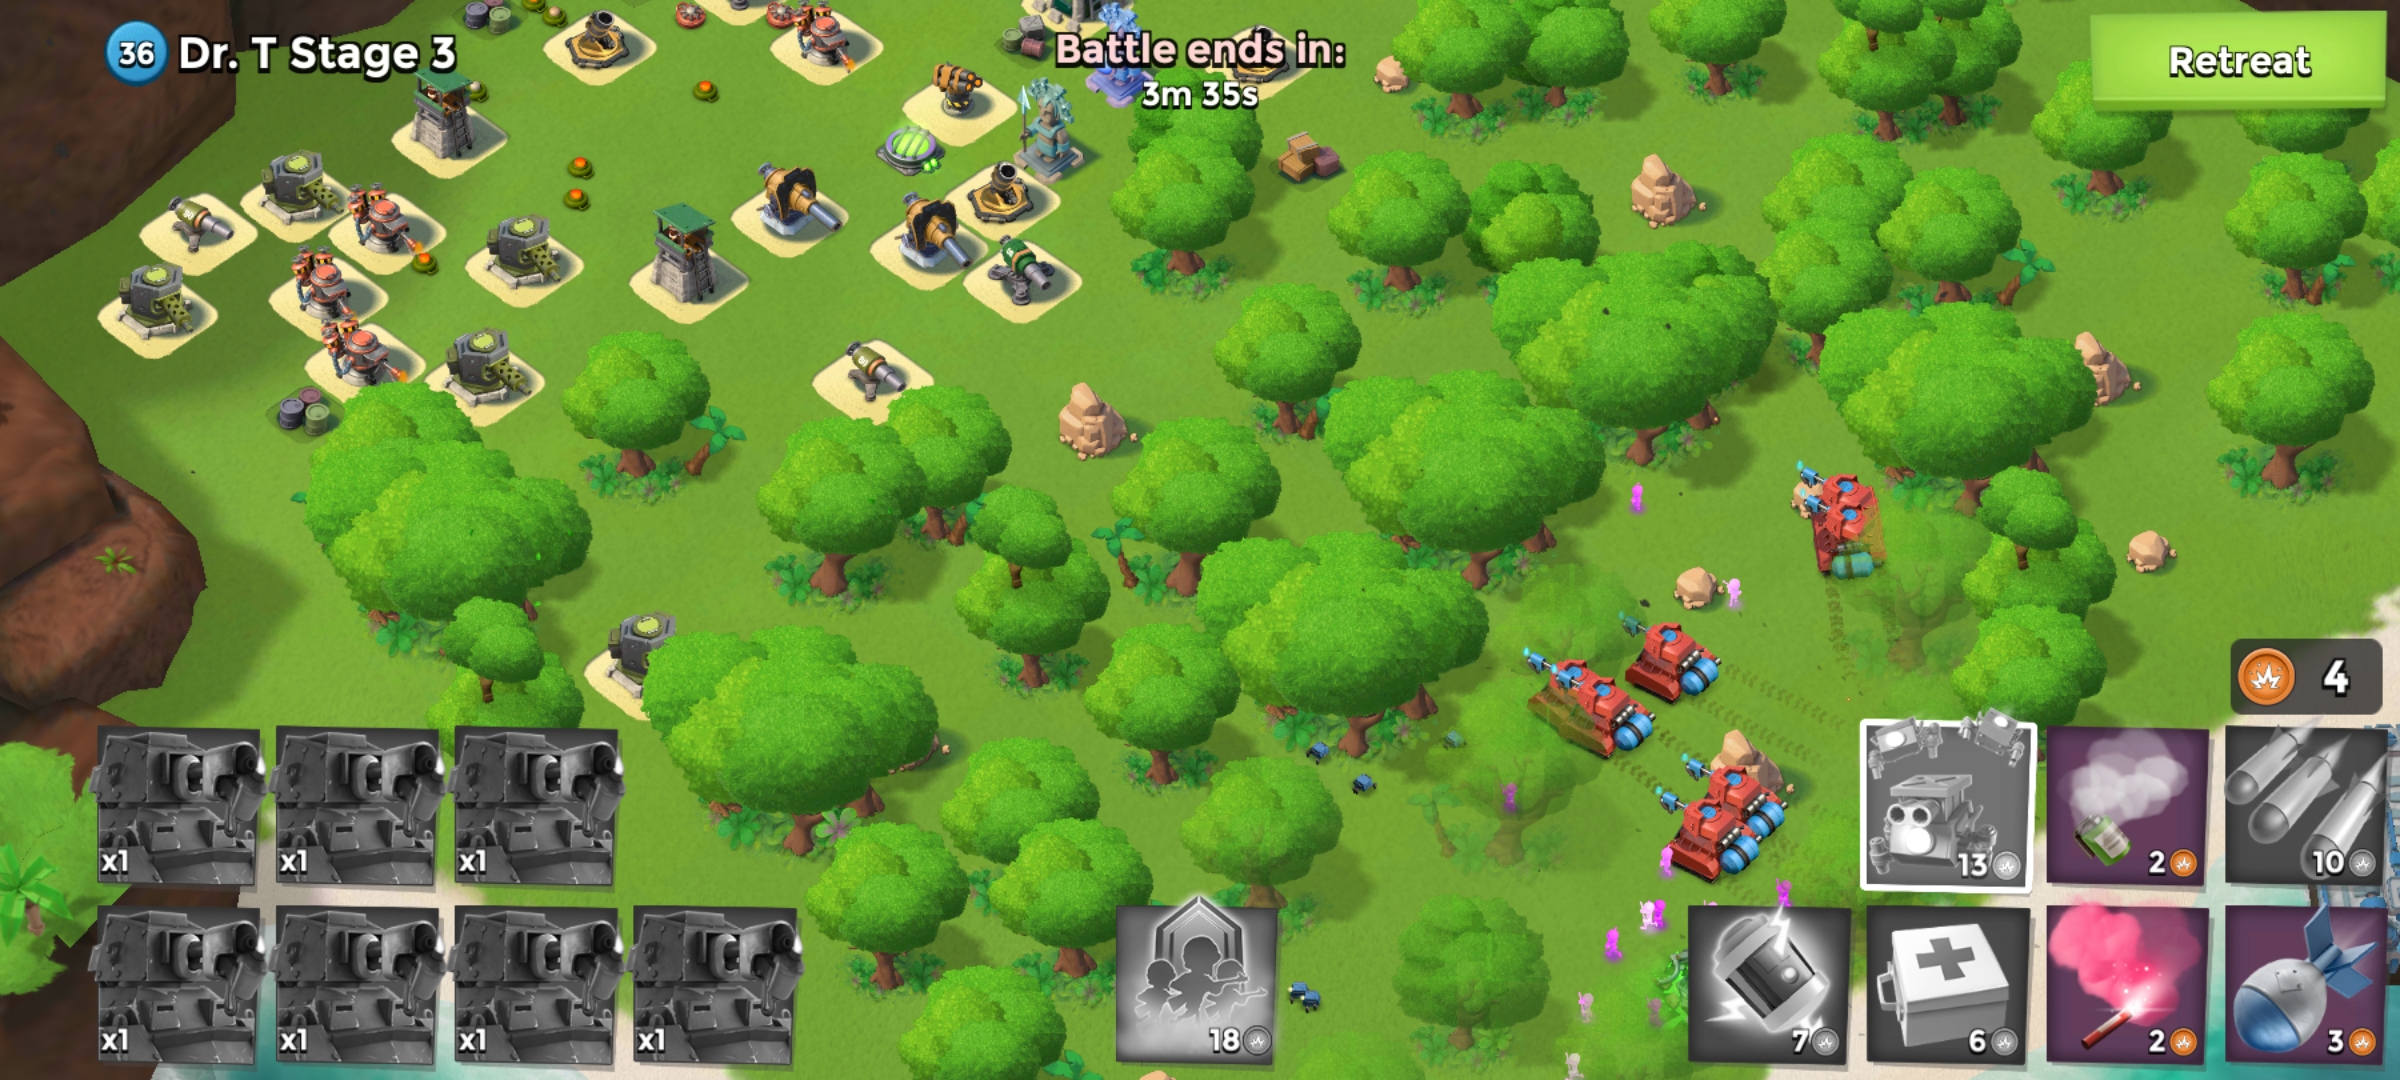 36 Dr. T Stage 3
Battle ends in:
3m 35s
Retreat
4
x1 x1 x1
13 2 10
x1 x1 x1 x1
18 7 6 2 3